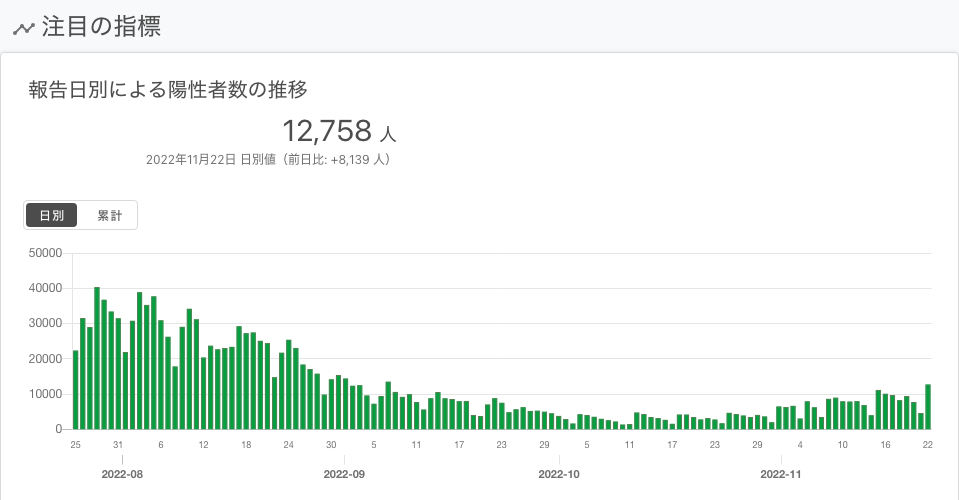 注目の指標
報告日別による陽性者数の推移
12,758 人
2022年11月22日 日別値（前日比: +8,139 人）
日別 累計
50000
40000
30000
20000
10000
0
25 31 6 12 18 24 30 5 11 17 23 29 5 11 17 23 29 4 10 16 22
2022-08 2022-09 2022-10 2022-11